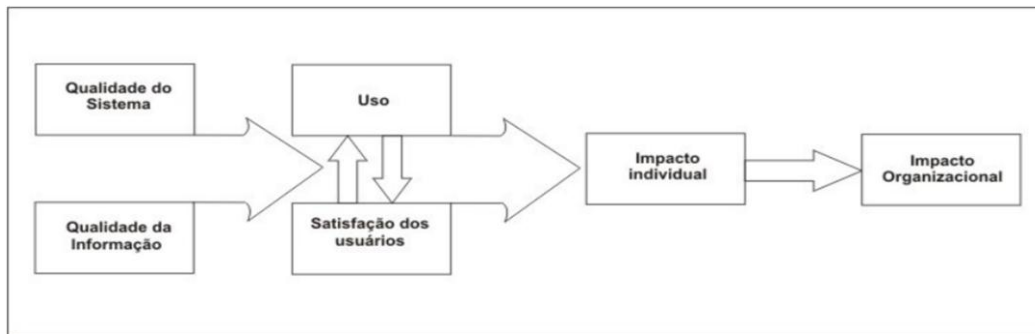 Qualidade do
Sistema
Uso
Impacto
individual
Impacto
Organizacional
Qualidade da
Informação
Satisfação dos
usuários